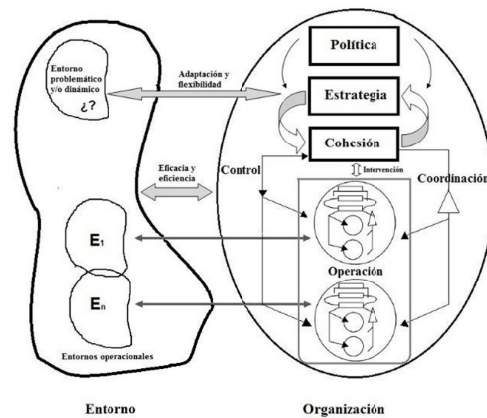 Política
Entorno
problemático
y/o dinámico
¿?
Adaptación y
flexibilidad
Estrategia
Cohesión
Eficacia y
eficiencia
Control
Intervención
Coordinación
E1
Operación
En
Entornos operacionales
Entorno
Organización